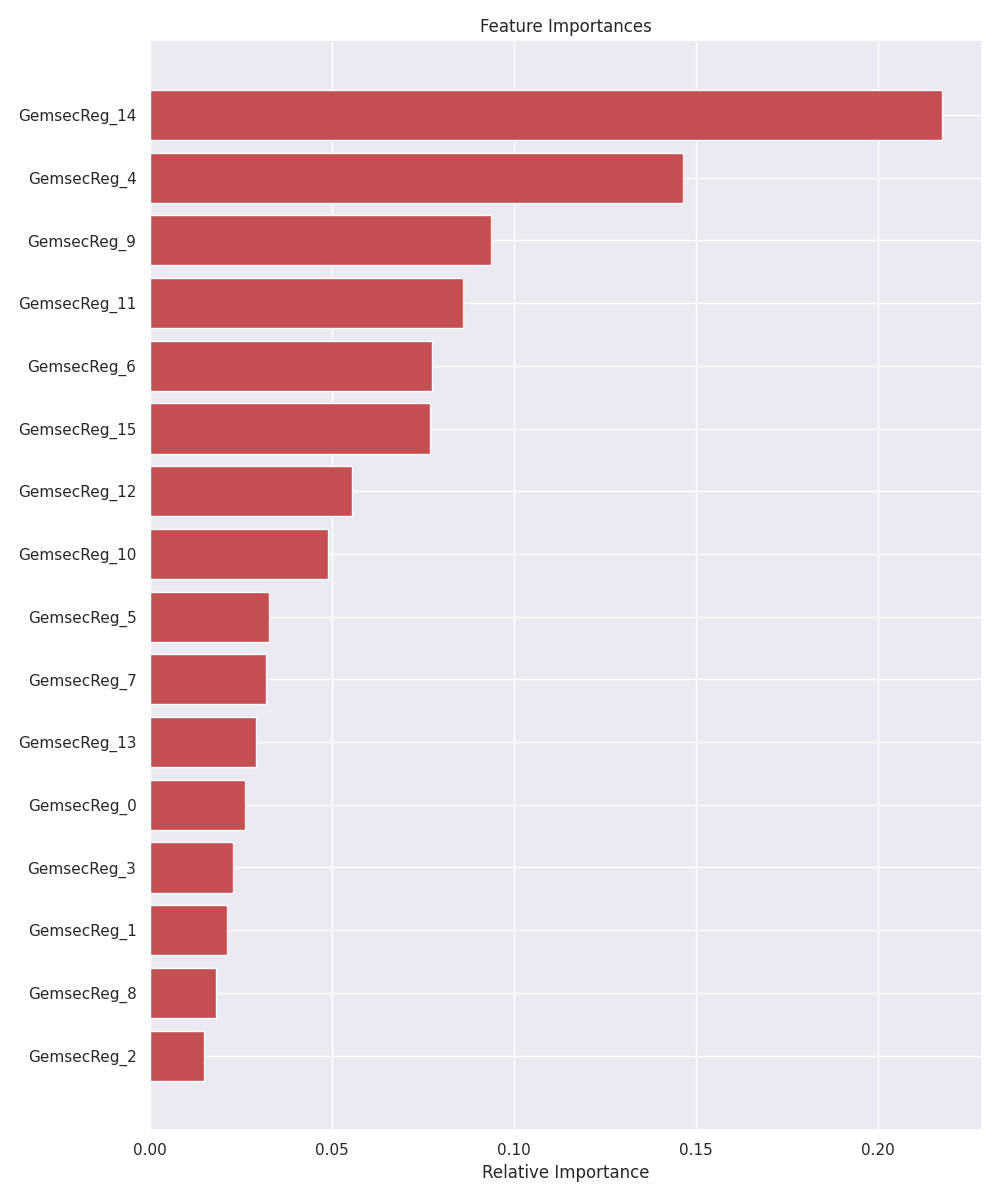 Feature Importances
GemsecReg_14
GemsecReg_4
GemsecReg_9
GemsecReg_11
GemsecReg_6
GemsecReg_15
GemsecReg_12
GemsecReg_10
GemsecReg_5
GemsecReg_7
GemsecReg_13
GemsecReg_0
GemsecReg_3
GemsecReg_1
GemsecReg_8
GemsecReg_2
0.00 0.05 0.10 0.15 0.20
Relative Importance